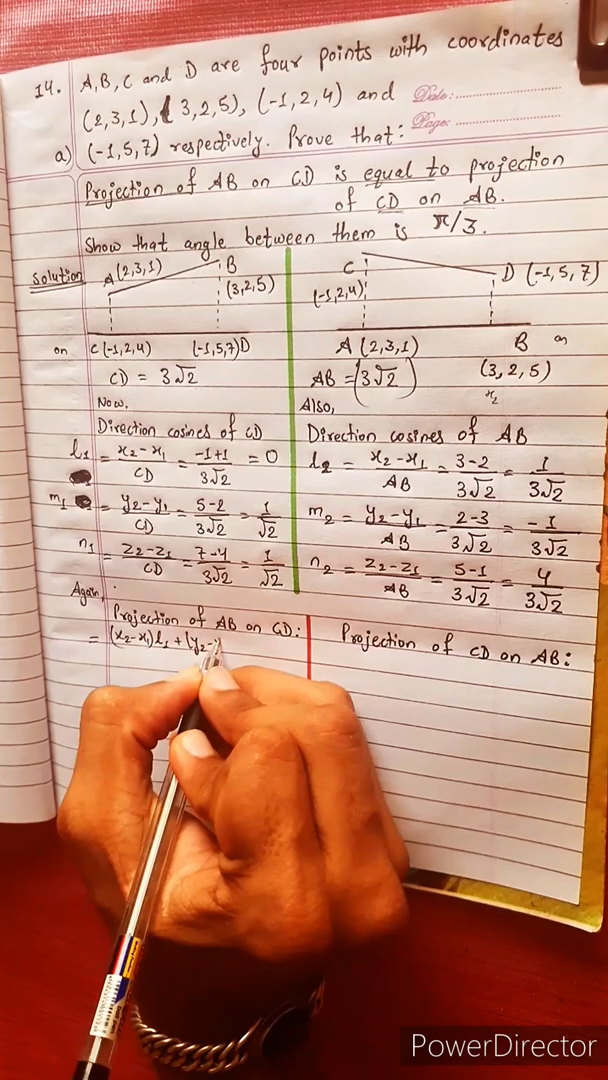 14. A, B, C and D are four points with coordinates
(2,3,1), (3,2,5), (-1,2,4) and Date:
Page:
a) (-1,5,7) respectively. Prove that:
Projection of AB on CD is equal to projection
of CD on AB.
Show that angle between them is π/3.
Solution
A(2,3,1) B
(3,2,5)
on C(-1,2,4) (-1,5,7)D
CD = 3√2
Now,
Direction cosines of CD
l₁ = x₂-x₁/CD = -1+1/3√2 = 0
m₁ = y₂-y₁/CD = 5-2/3√2 = 1/√2
n₁ = z₂-z₁/CD = 7-4/3√2 = 1/√2
C D (-1,5,7)
(-1,2,4)
A (2,3,1) B on
AB = 3√2 (3,2,5)
x₂
Also,
Direction cosines of AB
l₂ = x₂-x₁/AB = 3-2/3√2 = 1/3√2
m₂ = y₂-y₁/AB = 2-3/3√2 = -1/3√2
n₂ = z₂-z₁/AB = 5-1/3√2 = 4/3√2
Again,
Projection of AB on CD:
= (x₂-x₁)l₁ + (y₂-
Projection of CD on AB:
PowerDirector